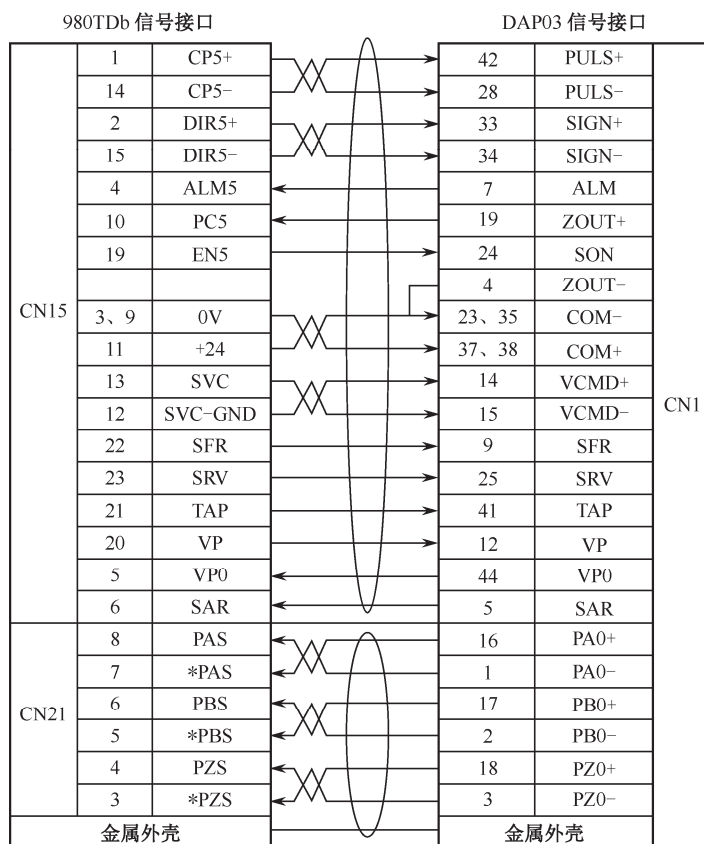 980TDb 信号接口 DAP03 信号接口
1 CP5+ 42 PULS+
14 CP5- 28 PULS-
2 DIR5+ 33 SIGN+
15 DIR5- 34 SIGN-
4 ALM5 7 ALM
10 PC5 19 ZOUT+
19 EN5 24 SON
4 ZOUT-
CN15 3、9 0V 23、35 COM-
11 +24 37、38 COM+
13 SVC 14 VCMD+
12 SVC-GND 15 VCMD- CN1
22 SFR 9 SFR
23 SRV 25 SRV
21 TAP 41 TAP
20 VP 12 VP
5 VP0 44 VP0
6 SAR 5 SAR
8 PAS 16 PA0+
7 *PAS 1 PA0-
CN21 6 PBS 17 PB0+
5 *PBS 2 PB0-
4 PZS 18 PZ0+
3 *PZS 3 PZ0-
金属外壳 金属外壳